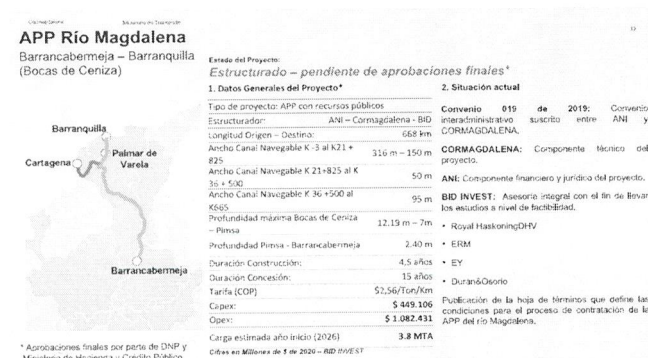 APP Río Magdalena
Barrancabermeja – Barranquilla
(Bocas de Ceniza)
Barranquilla
Cartagena
Palmar de
Varela
Barrancabermeja
* Aprobaciones finales por parte de DNP y
Ministerio de Hacienda y Crédito Público
Estado del Proyecto:
Estructurado – pendiente de aprobaciones finales*
1. Datos Generales del Proyecto*
Tipo de proyecto: APP con recursos públicos
Estructurador: ANI – Cormagdalena - BID
Longitud Origen – Destino: 668 km
Ancho Canal Navegable K -3 al K21 +
825 316 m – 150 m
Ancho Canal Navegable K 21+825 al K
36 + 500 50 m
Ancho Canal Navegable K 36 +500 al
K665 95 m
Profundidad máxima Bocas de Ceniza
– Pimsa 12.19 m – 7m
Profundidad Pimsa - Barrancabermeja 2.40 m
Duración Construcción: 4,5 años
Duración Concesión: 15 años
Tarifa (COP) $2,56/Ton/Km
Capex: $ 449.106
Opex: $ 1.082.431
Carga estimada año inicio (2026) 3.8 MTA
Cifras en Millones de $ de 2020 – BID INVEST
2. Situación actual
Convenio 019 de 2019: Convenio
interadministrativo suscrito entre ANI y
CORMAGDALENA.
CORMAGDALENA: Componente técnico del
proyecto.
ANI: Componente financiero y jurídico del proyecto.
BID INVEST: Asesoría integral con el fin de llevar
los estudios a nivel de factibilidad.
• Royal HaskoningDHV
• ERM
• EY
• Duran&Osorio
Publicación de la hoja de términos que define las
condiciones para el proceso de contratación de la
APP del río Magdalena.